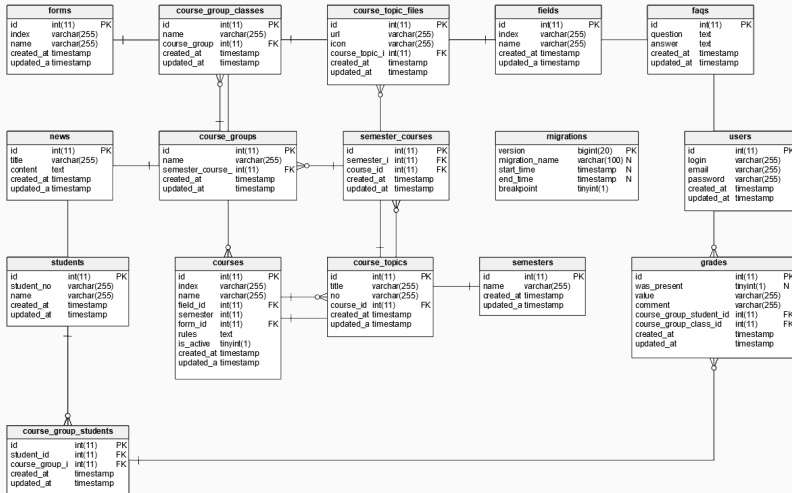 forms
id int(11) PK
index varchar(255)
name varchar(255)
created_at timestamp
updated_a timestamp
course_group_classes
id int(11) PK
name varchar(255)
course_group int(11) FK
created_at timestamp
updated_at timestamp
course_topic_files
id int(11) PK
url varchar(255)
icon varchar(255)
course_topic_i int(11) FK
created_at timestamp
updated_at timestamp
fields
id int(11) PK
index varchar(255)
name varchar(255)
created_at timestamp
updated_a timestamp
faqs
id int(11) PK
question text
answer text
created_at timestamp
updated_at timestamp
news
id int(11) PK
title varchar(255)
content text
created_at timestamp
updated_a timestamp
course_groups
id int(11) PK
name varchar(255)
semester_course_ int(11) FK
created_at timestamp
updated_at timestamp
semester_courses
id int(11) PK
semester_i int(11) FK
course_id int(11) FK
created_at timestamp
updated_at timestamp
migrations
version bigint(20) PK
migration_name varchar(100) N
start_time timestamp N
end_time timestamp N
breakpoint tinyint(1)
users
id int(11) PK
login varchar(255)
email varchar(255)
password varchar(255)
created_at timestamp
updated_at timestamp
students
id int(11) PK
student_no varchar(255)
name varchar(255)
created_at timestamp
updated_at timestamp
courses
id int(11) PK
index varchar(255)
name varchar(255)
field_id int(11) FK
semester int(11)
form_id int(11) FK
rules text
is_active tinyint(1)
created_at timestamp
updated_a timestamp
course_topics
id int(11) PK
title varchar(255)
no varchar(255)
course_id int(11) FK
created_at timestamp
updated_a timestamp
semesters
id int(11) PK
name varchar(255)
created_at timestamp
updated_a timestamp
grades
id int(11) PK
was_present tinyint(1) N
value varchar(255)
comment varchar(255)
course_group_student_id int(11) FK
course_group_class_id int(11) FK
created_at timestamp
updated_at timestamp
course_group_students
id int(11) PK
student_id int(11) FK
course_group_i int(11) FK
created_at timestamp
updated_at timestamp